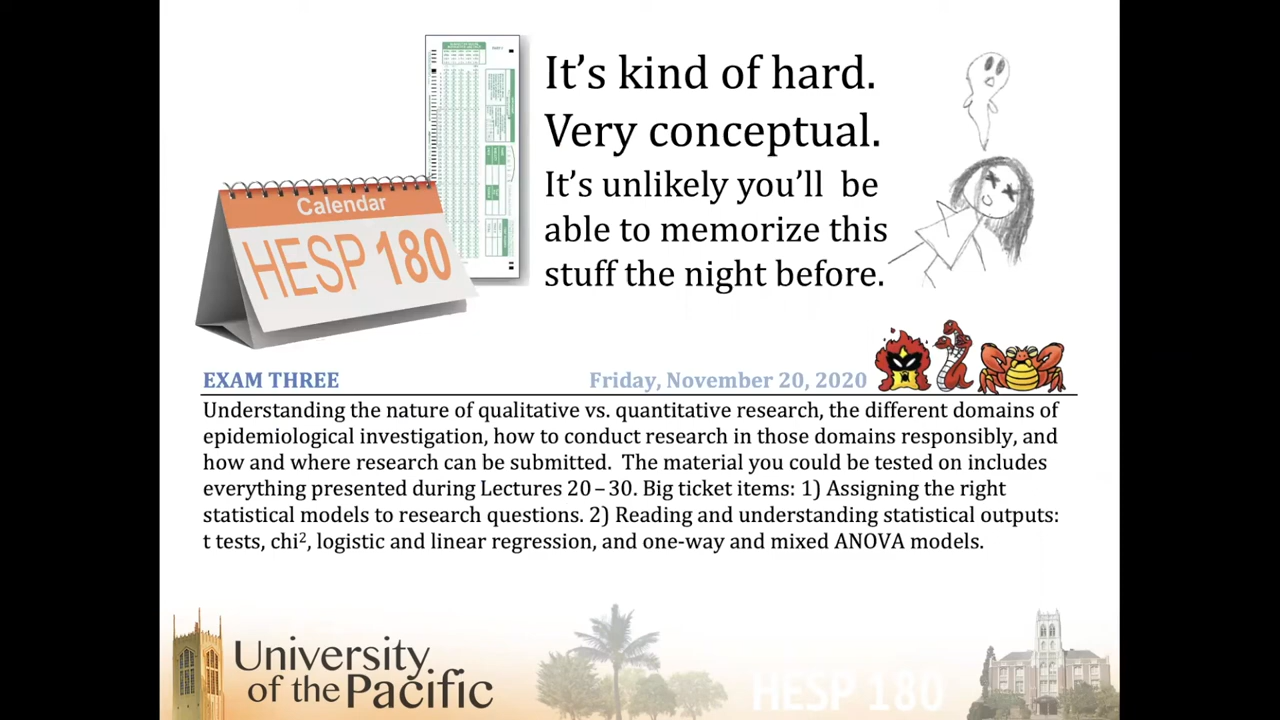 It's kind of hard.
Very conceptual.
It's unlikely you'll be
able to memorize this
stuff the night before.
Calendar
HESP 180
EXAM THREE
Friday, November 20, 2020
Understanding the nature of qualitative vs. quantitative research, the different domains of
epidemiological investigation, how to conduct research in those domains responsibly, and
how and where research can be submitted. The material you could be tested on includes
everything presented during Lectures 20–30. Big ticket items: 1) Assigning the right
statistical models to research questions. 2) Reading and understanding statistical outputs:
t tests, chi², logistic and linear regression, and one-way and mixed ANOVA models.
University
of the Pacific
HESP 180